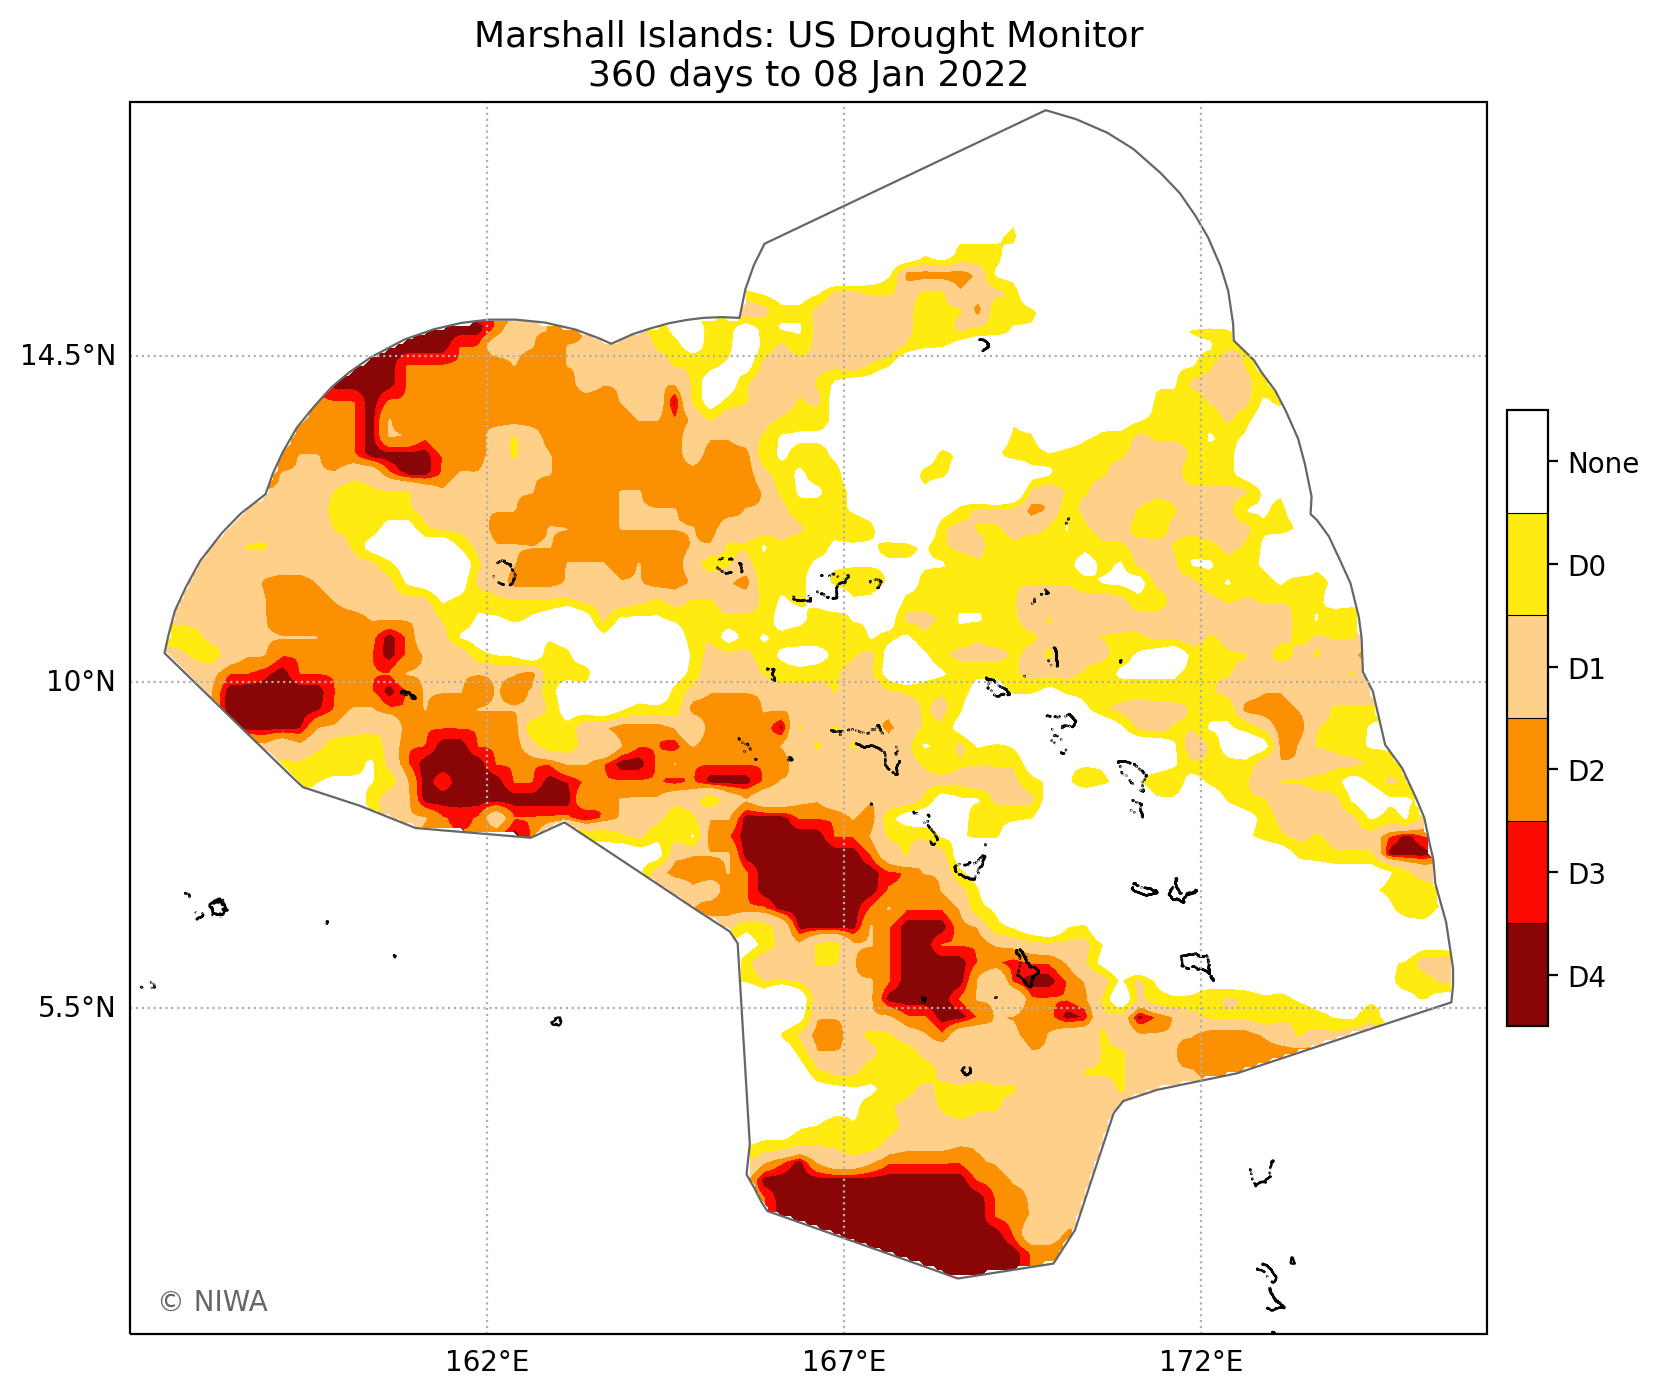 Marshall Islands: US Drought Monitor
360 days to 08 Jan 2022
14.5°N
10°N
5.5°N
162°E
167°E
172°E
None
D0
D1
D2
D3
D4
© NIWA